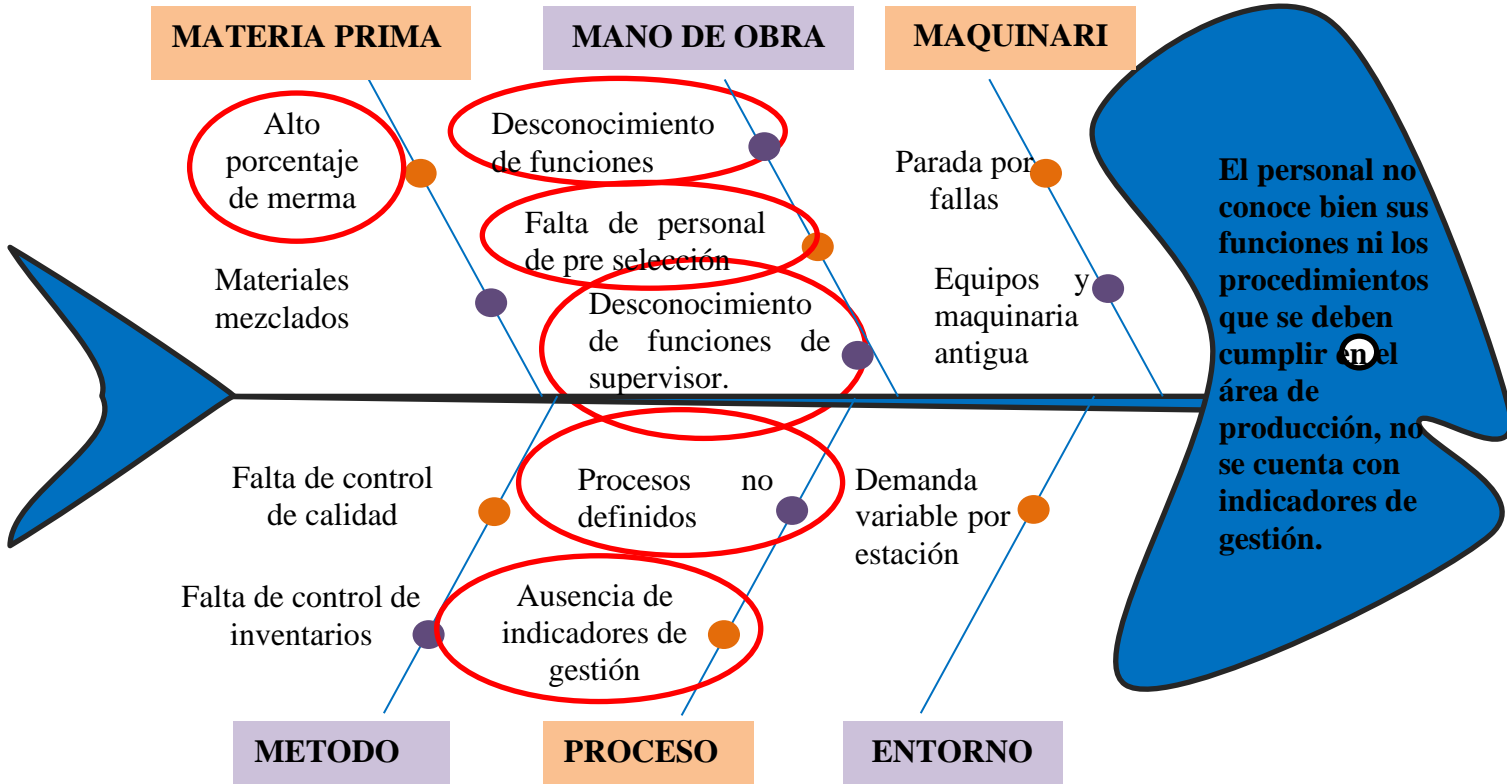 MATERIA PRIMA
MANO DE OBRA
MAQUINARI
Alto
porcentaje
de merma
Materiales
mezclados
Desconocimiento
de funciones
Falta de personal
de pre selección
Desconocimiento
de funciones de
supervisor.
Parada por
fallas
Equipos y
maquinaria
antigua
El personal no
conoce bien sus
funciones ni los
procedimientos
que se deben
cumplir en el
área de
producción, no
se cuenta con
indicadores de
gestión.
Falta de control
de calidad
Falta de control de
inventarios
Procesos no
definidos
Ausencia de
indicadores de
gestión
Demanda
variable por
estación
METODO
PROCESO
ENTORNO